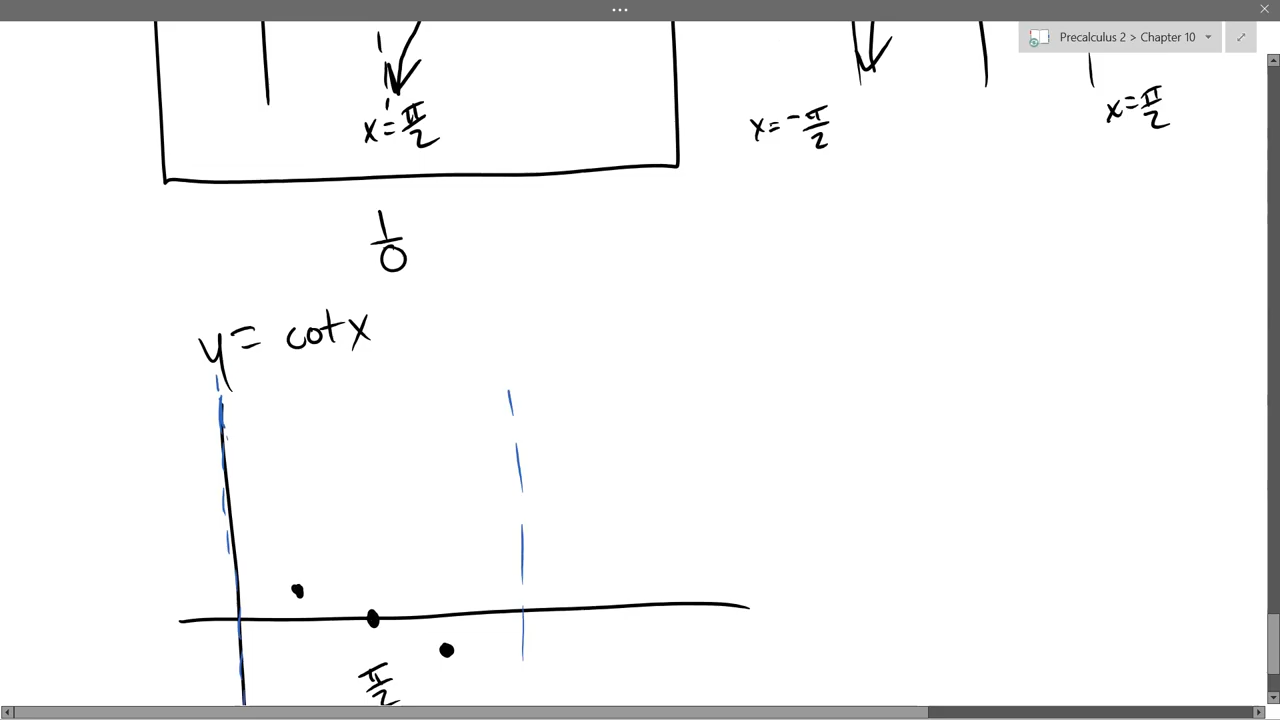 Precalculus 2 > Chapter 10
x = π/2
x = -π/2
x = π/2
1/0
y = cot x
π/2